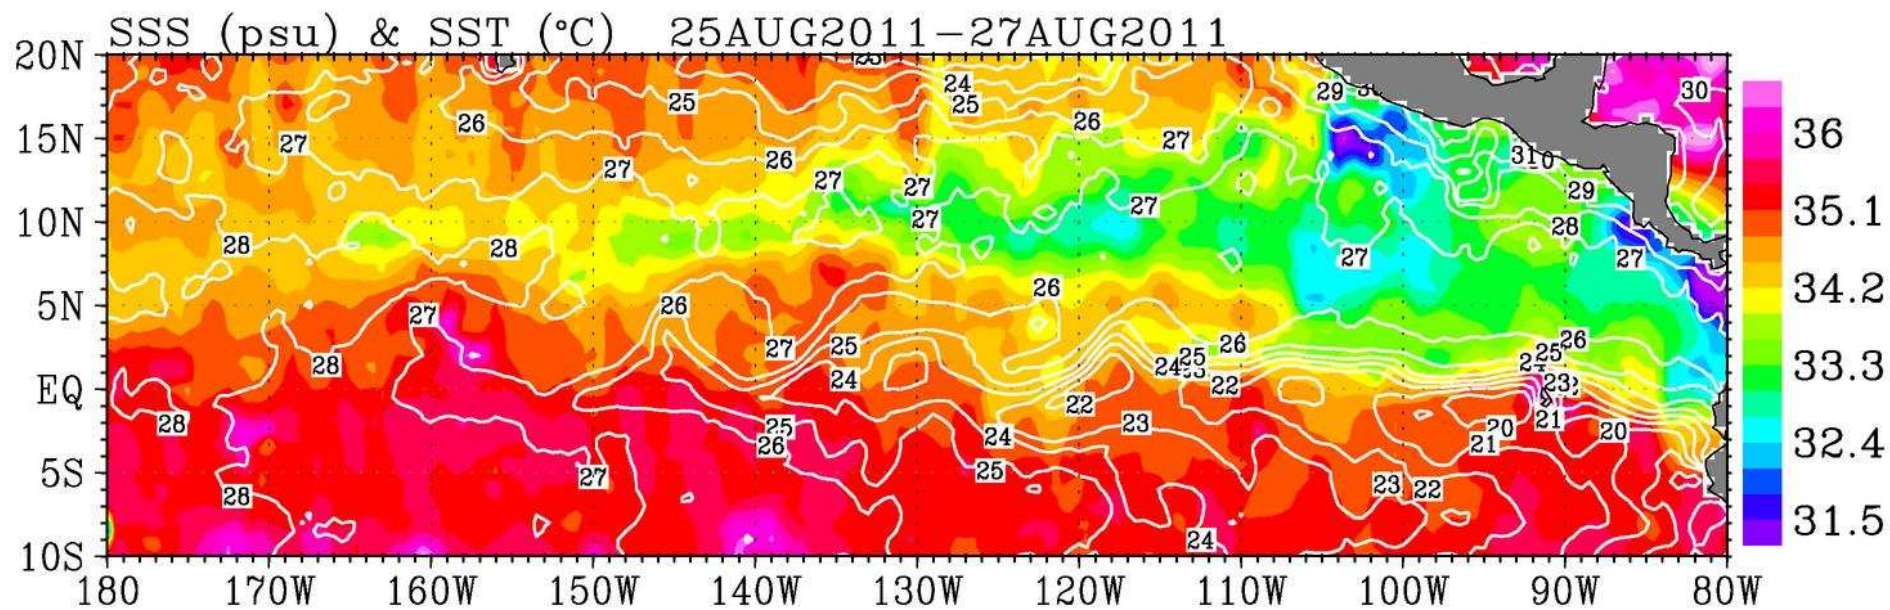 SSS (psu) & SST (°C) 25AUG2011-27AUG2011
20N
15N
10N
5N
EQ
5S
10S
180 170W 160W 150W 140W 130W 120W 110W 100W 90W 80W
36
35.1
34.2
33.3
32.4
31.5
24 29 30
25 25 26
26 27 26 27
27 27 27 31 29
27 27 28
28 28 27 27
26 26
27 28 27 25 26 25 26
24 24 22 23
28 22 21 20
25 24 23 20 21
26 25
27 28 23 22
24